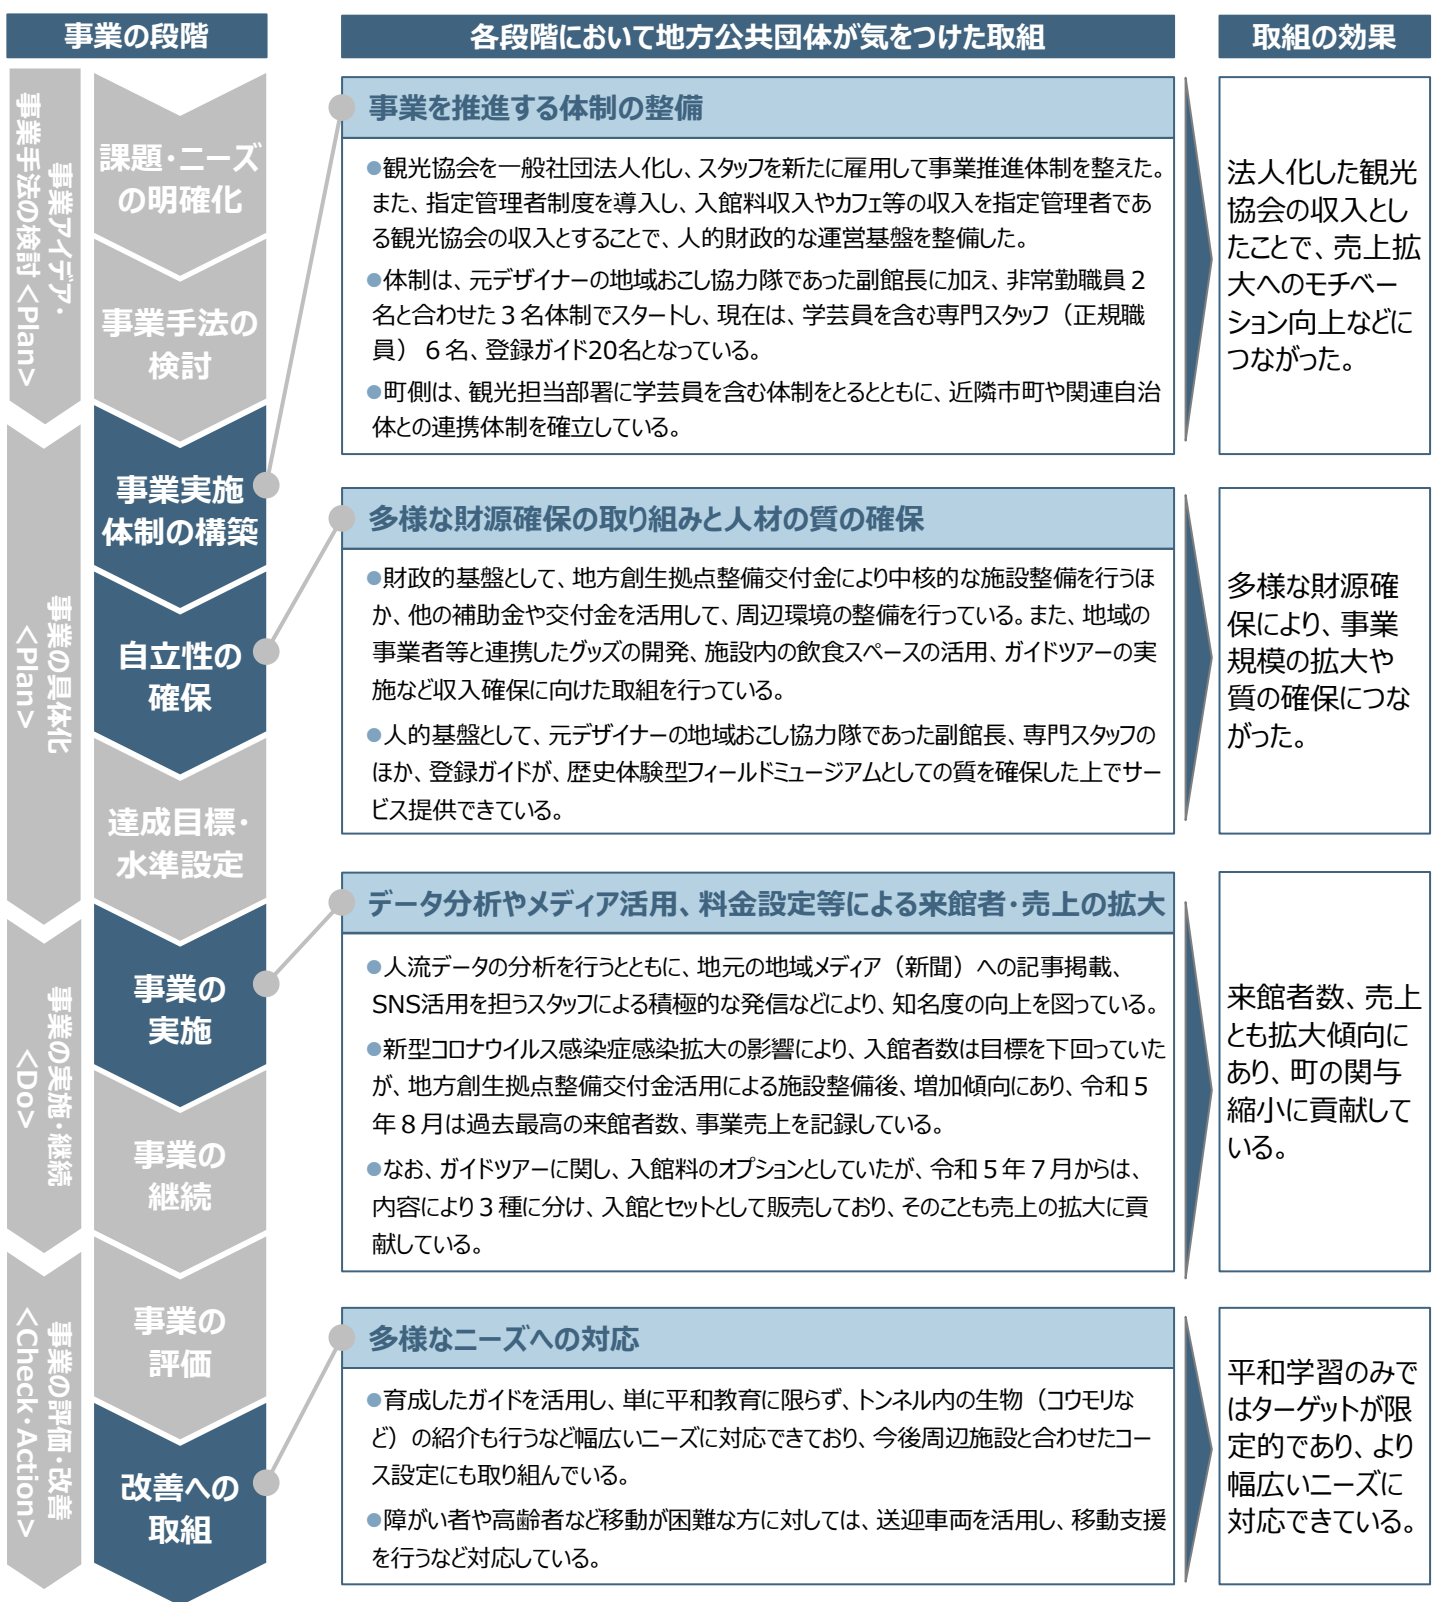 事業の段階
各段階において地方公共団体が気をつけた取組
取組の効果
事業アイデア・
事業手法の検討 <Plan>
課題・ニーズ
の明確化
事業手法の
検討
事業の具体化
<Plan>
事業実施
体制の構築
自立性の
確保
達成目標・
水準設定
事業の実施・継続
<Do>
事業の
実施
事業の
継続
事業の評価・改善
<Check・Action>
事業の
評価
改善への
取組
事業を推進する体制の整備
●観光協会を一般社団法人化し、スタッフを新たに雇用して事業推進体制を整えた。
また、指定管理者制度を導入し、入館料収入やカフェ等の収入を指定管理者であ
る観光協会の収入とすることで、人的財政的な運営基盤を整備した。
●体制は、元デザイナーの地域おこし協力隊であった副館長に加え、非常勤職員２
名と合わせた３名体制でスタートし、現在は、学芸員を含む専門スタッフ（正規職
員）６名、登録ガイド20名となっている。
●町側は、観光担当部署に学芸員を含む体制をとるとともに、近隣市町や関連自治
体との連携体制を確立している。
法人化した観光
協会の収入とし
たことで、売上拡
大へのモチベー
ション向上などに
つながった。
多様な財源確保の取り組みと人材の質の確保
●財政的基盤として、地方創生拠点整備交付金により中核的な施設整備を行うほ
か、他の補助金や交付金を活用して、周辺環境の整備を行っている。また、地域の
事業者等と連携したグッズの開発、施設内の飲食スペースの活用、ガイドツアーの実
施など収入確保に向けた取組を行っている。
●人的基盤として、元デザイナーの地域おこし協力隊であった副館長、専門スタッフの
ほか、登録ガイドが、歴史体験型フィールドミュージアムとしての質を確保した上でサー
ビス提供できている。
多様な財源確
保により、事業
規模の拡大や
質の確保につな
がった。
データ分析やメディア活用、料金設定等による来館者・売上の拡大
●人流データの分析を行うとともに、地元の地域メディア（新聞）への記事掲載、
SNS活用を担うスタッフによる積極的な発信などにより、知名度の向上を図っている。
●新型コロナウイルス感染症感染拡大の影響により、入館者数は目標を下回っていた
が、地方創生拠点整備交付金活用による施設整備後、増加傾向にあり、令和５
年８月は過去最高の来館者数、事業売上を記録している。
●なお、ガイドツアーに関し、入館料のオプションとしていたが、令和５年７月からは、
内容により３種に分け、入館とセットとして販売しており、そのことも売上の拡大に貢
献している。
来館者数、売上
とも拡大傾向に
あり、町の関与
縮小に貢献して
いる。
多様なニーズへの対応
●育成したガイドを活用し、単に平和教育に限らず、トンネル内の生物（コウモリな
ど）の紹介も行うなど幅広いニーズに対応できており、今後周辺施設と合わせたコー
ス設定にも取り組んでいる。
●障がい者や高齢者など移動が困難な方に対しては、送迎車両を活用し、移動支援
を行うなど対応している。
平和学習のみで
はターゲットが限
定的であり、より
幅広いニーズに
対応できている。